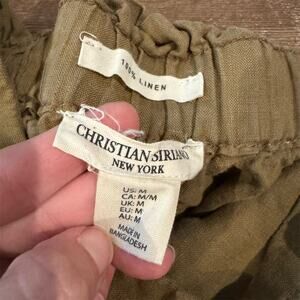 100% LINEN
CHRISTIAN SIRIANO
NEW YORK
US: M
CA: M/M
UK: M
EU: M
AU: M
MADE IN
BANGLADESH